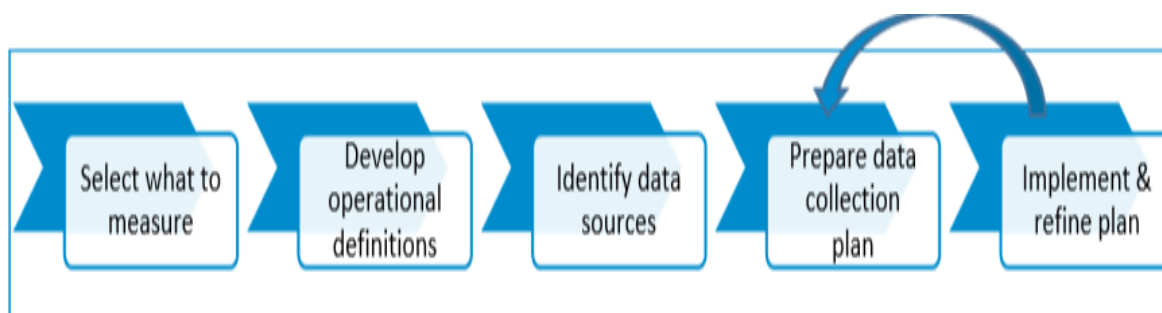 Select what to
measure
Develop
operational
definitions
Identify data
sources
Prepare data
collection
plan
Implement &
refine plan